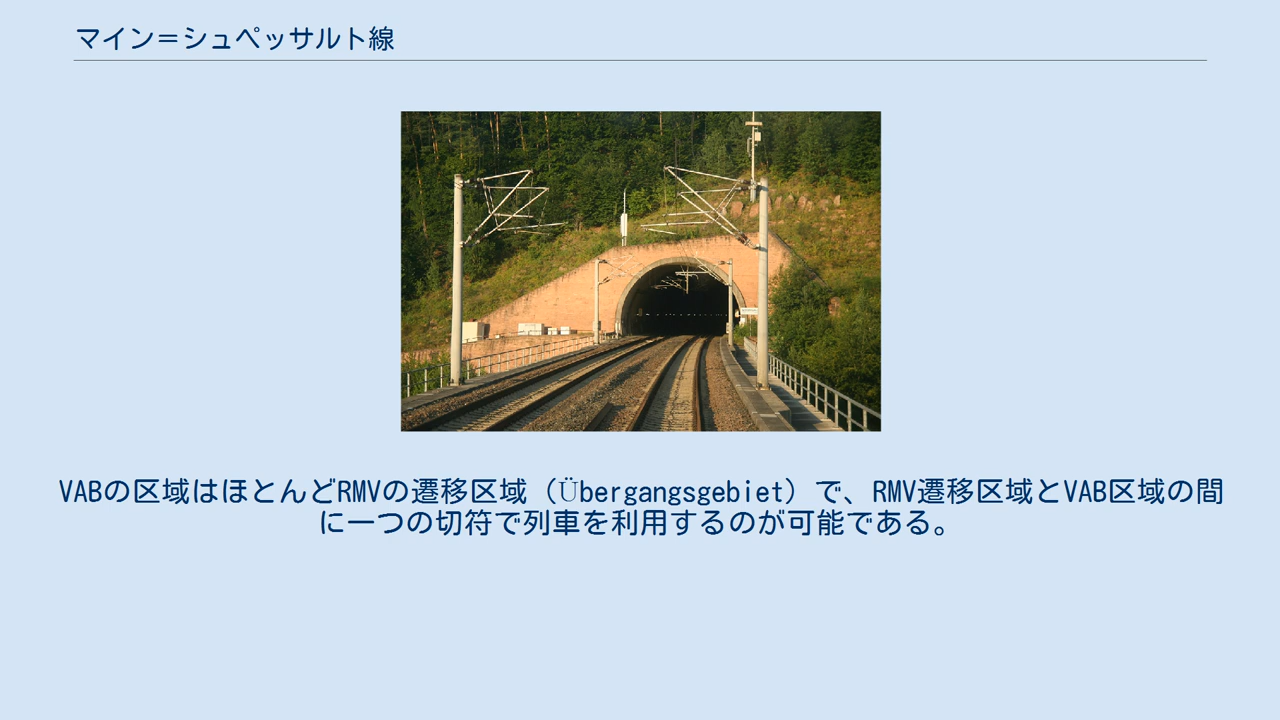 マイン＝シュペッサルト線
VABの区域はほとんどRMVの遷移区域（Übergangsgebiet）で、RMV遷移区域とVAB区域の間
に一つの切符で列車を利用するのが可能である。